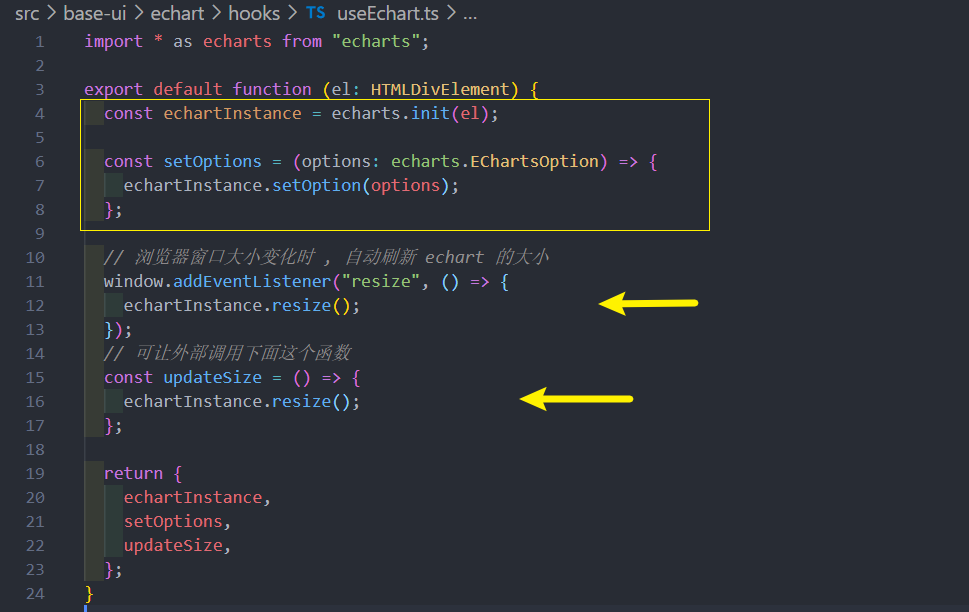 src > base-ui > echart > hooks > TS useEchart.ts > ...
1 import * as echarts from "echarts";
2
3 export default function (el: HTMLDivElement) {
4 const echartInstance = echarts.init(el);
5
6 const setOptions = (options: echarts.EChartsOption) => {
7 echartInstance.setOption(options);
8 };
9
10 // 浏览器窗口大小变化时 , 自动刷新 echart 的大小
11 window.addEventListener("resize", () => {
12 echartInstance.resize();
13 });
14 // 可让外部调用下面这个函数
15 const updateSize = () => {
16 echartInstance.resize();
17 };
18
19 return {
20 echartInstance,
21 setOptions,
22 updateSize,
23 };
24 }